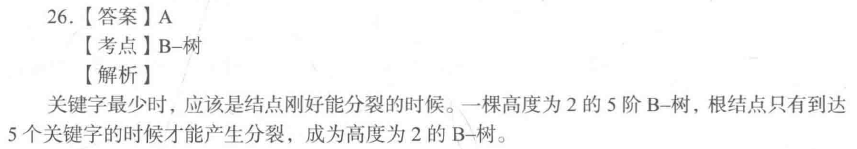 26.【答案】A
【考点】B-树
【解析】
关键字最少时，应该是结点刚好能分裂的时候。一棵高度为 2 的 5 阶 B-树，根结点只有到达
5 个关键字的时候才能产生分裂，成为高度为 2 的 B-树。